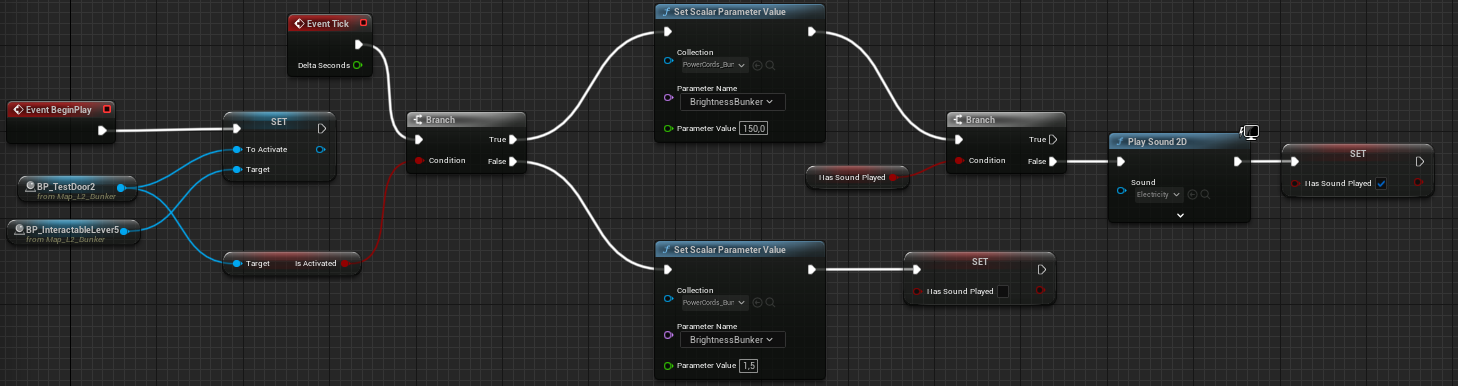 Event BeginPlay
BP_TestDoor2
from Map_L2_Dunker
BP_InteractableLever5
from Map_L2_Dunker
SET
To Activate
Target
Target
Is Activated
Event Tick
Delta Seconds
Branch
True
Condition
False
Set Scalar Parameter Value
Collection
PowerCords_Bun
Parameter Name
BrightnessBunker
Parameter Value
150,0
Set Scalar Parameter Value
Collection
PowerCords_Bun
Parameter Name
BrightnessBunker
Parameter Value
1,5
Has Sound Played
Branch
True
Condition
False
SET
Has Sound Played
Play Sound 2D
Sound
Electricity
SET
Has Sound Played